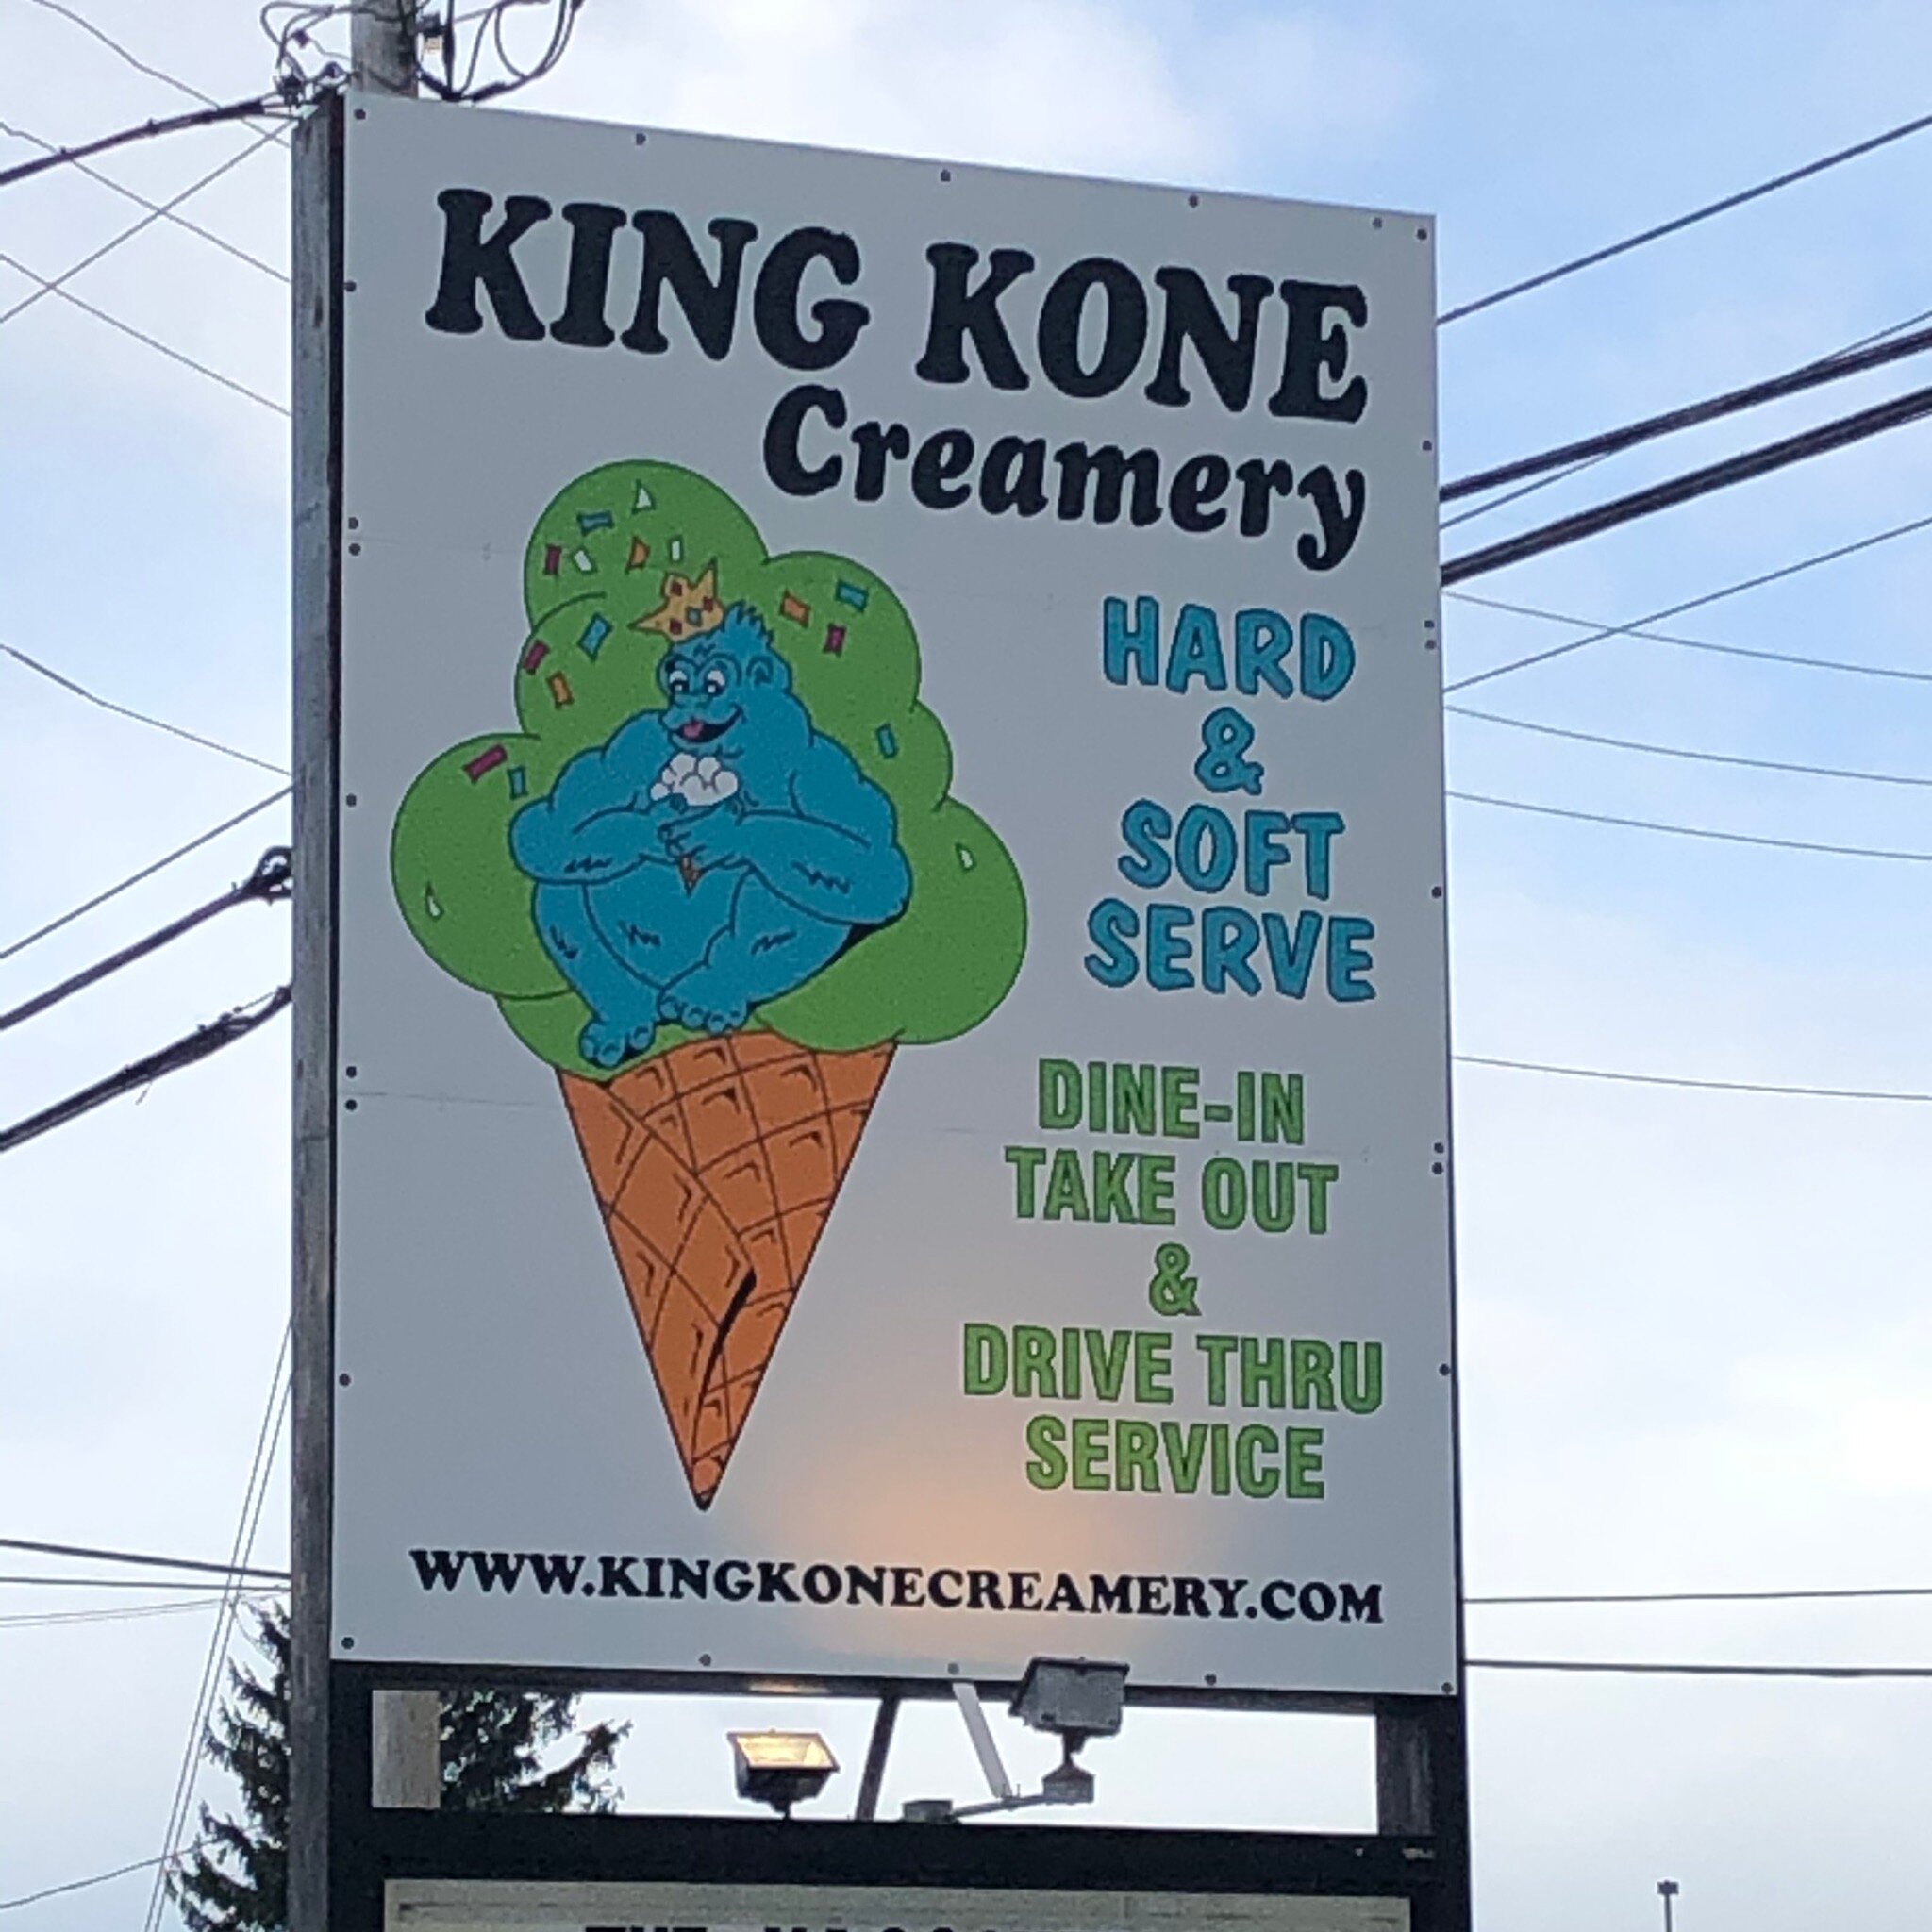 KING KONE
Creamery
HARD
&
SOFT
SERVE
DINE-IN
TAKE OUT
&
DRIVE THRU
SERVICE
WWW.KINGKONECREAMERY.COM